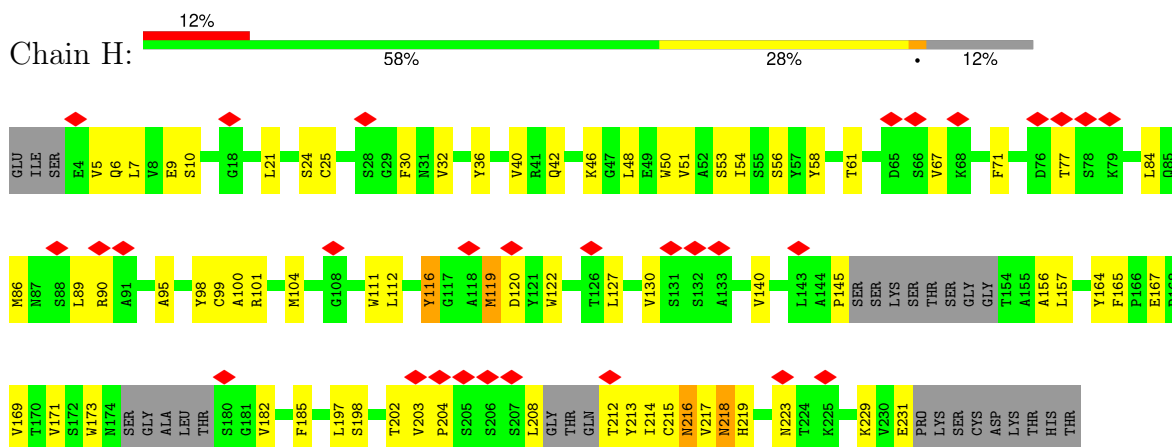 12%
Chain H:
58% 28% • 12%
GLU ILE SER E4 V5 Q6 L7 V8 E9 S10 G18 L21 S24 C25 S28 G29 F30 N31 V32 Y36 V40 R41 Q42 K46 G47 L48 E49 W50 V51 A52 S53 I54 S55 S56 Y57 Y58 T61 D65 S66 V67 K68 F71 D76 T77 S78 K79 L84 Q85
M86 N87 S88 L89 R90 A91 A95 Y98 C99 A100 R101 M104 G108 W111 L112 Y116 G117 A118 M119 D120 Y121 W122 T126 L127 V130 S131 S132 A133 V140 L143 A144 P145 SER SER LYS SER THR SER GLY GLY T154 A155 A156 L157 Y164 F165 P166 E167
V169 T170 V171 S172 W173 N174 SER GLY ALA LEU THR S180 G181 V182 F185 L197 S198 T202 V203 P204 S205 S206 S207 L208 GLY THR GLN T212 Y213 I214 C215 N216 V217 N218 H219 N223 T224 K225 K229 V230 E231 PRO LYS SER CYS ASP LYS THR HIS THR